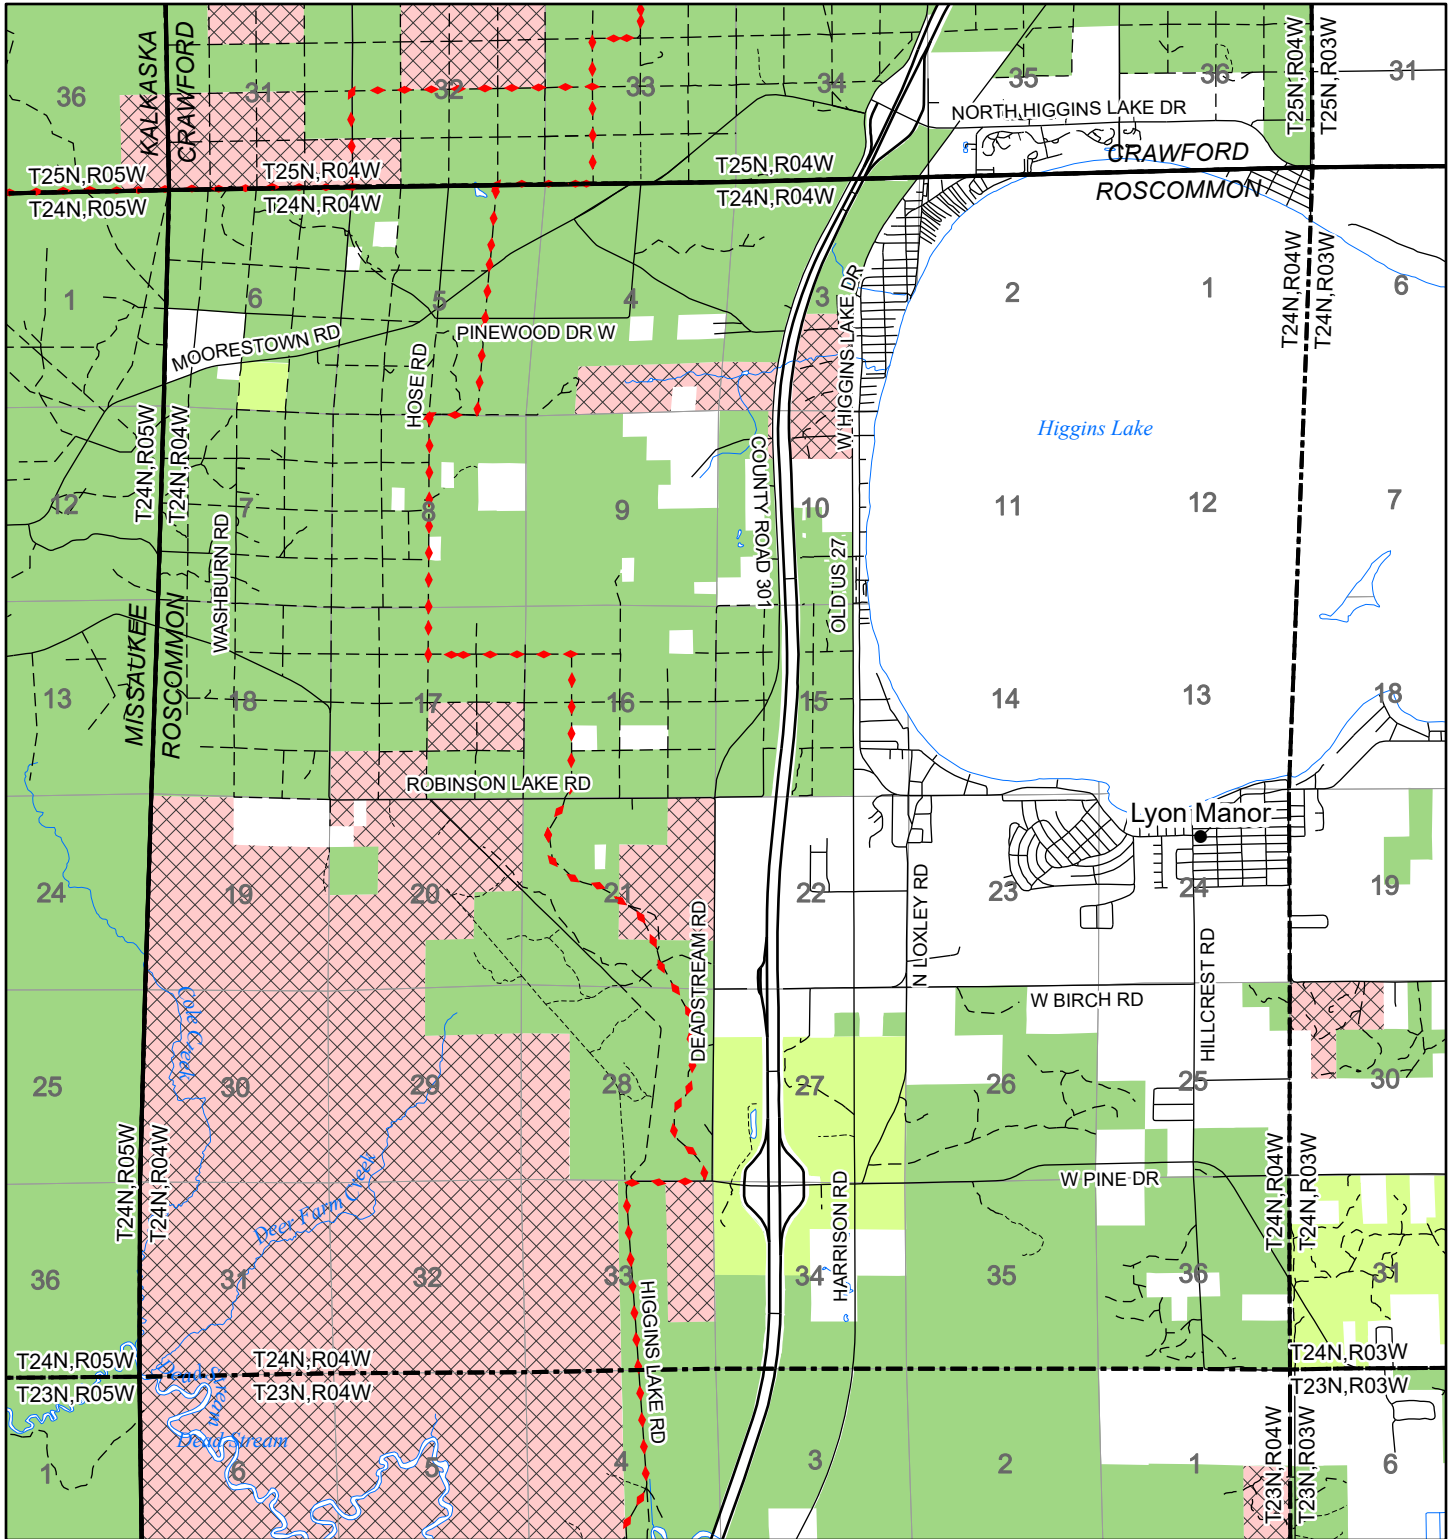 36
KALKASKA
CRAWFORD
31
32
33
34
35
36
T25N,R04W
T25N,R03W
31
NORTH HIGGINS LAKE DR
T25N,R05W
T25N,R04W
T25N,R04W
CRAWFORD
T24N,R05W
T24N,R04W
T24N,R04W
ROSCOMMON
1
6
5
4
3
W HIGGINS LAKE DR
2
1
T24N,R04W
T24N,R03W
6
MOORESTOWN RD
PINEWOOD DR W
HOSE RD
T24N,R05W
T24N,R04W
Higgins Lake
12
7
WASHBURN RD
8
9
COUNTY ROAD 301
10
OLD US 27
11
12
7
MISSAUKEE
ROSCOMMON
13
18
17
16
15
14
13
18
ROBINSON LAKE RD
Lyon Manor
24
19
20
21
DEADSTREAM RD
22
N LOXLEY RD
23
24
19
HILLCREST RD
W BIRCH RD
Cole Creek
25
30
29
28
27
26
25
30
T24N,R05W
T24N,R04W
Deer Farm Creek
HARRISON RD
W PINE DR
T24N,R04W
T24N,R03W
36
31
32
33
HIGGINS LAKE RD
34
35
36
31
T24N,R05W
T24N,R04W
T24N,R03W
T23N,R05W
T23N,R04W
T23N,R03W
Dead Stream
Dead Stream
1
6
5
4
3
2
1
T23N,R04W
T23N,R03W
6